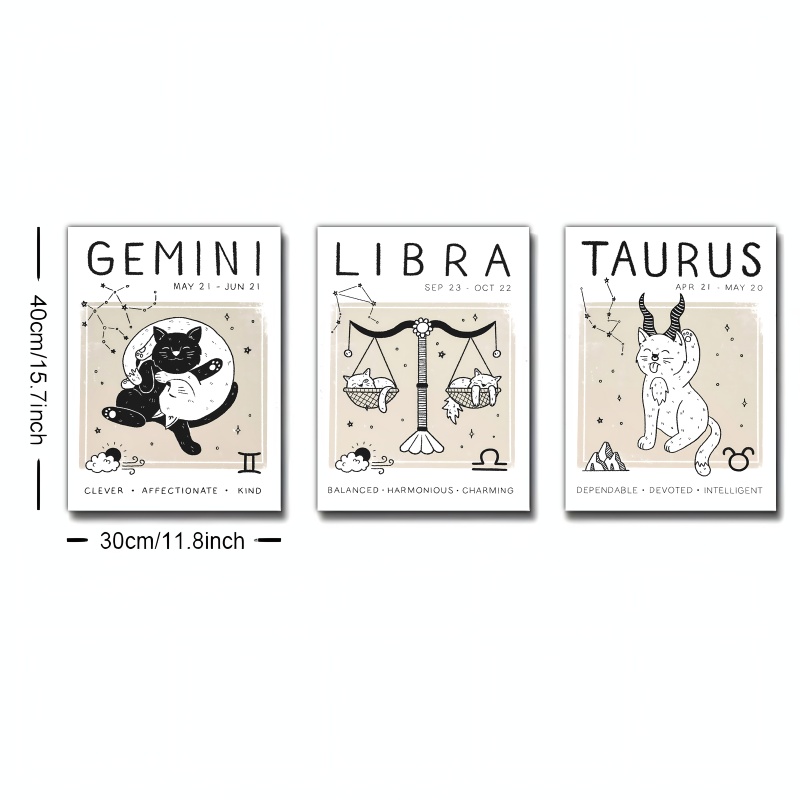 GEMINI
MAY 21 - JUN 21
CLEVER • AFFECTIONATE • KIND
LIBRA
SEP 23 - OCT 22
BALANCED • HARMONIOUS • CHARMING
TAURUS
APR 21 - MAY 20
DEPENDABLE • DEVOTED • INTELLIGENT
40cm/15.7inch
30cm/11.8inch